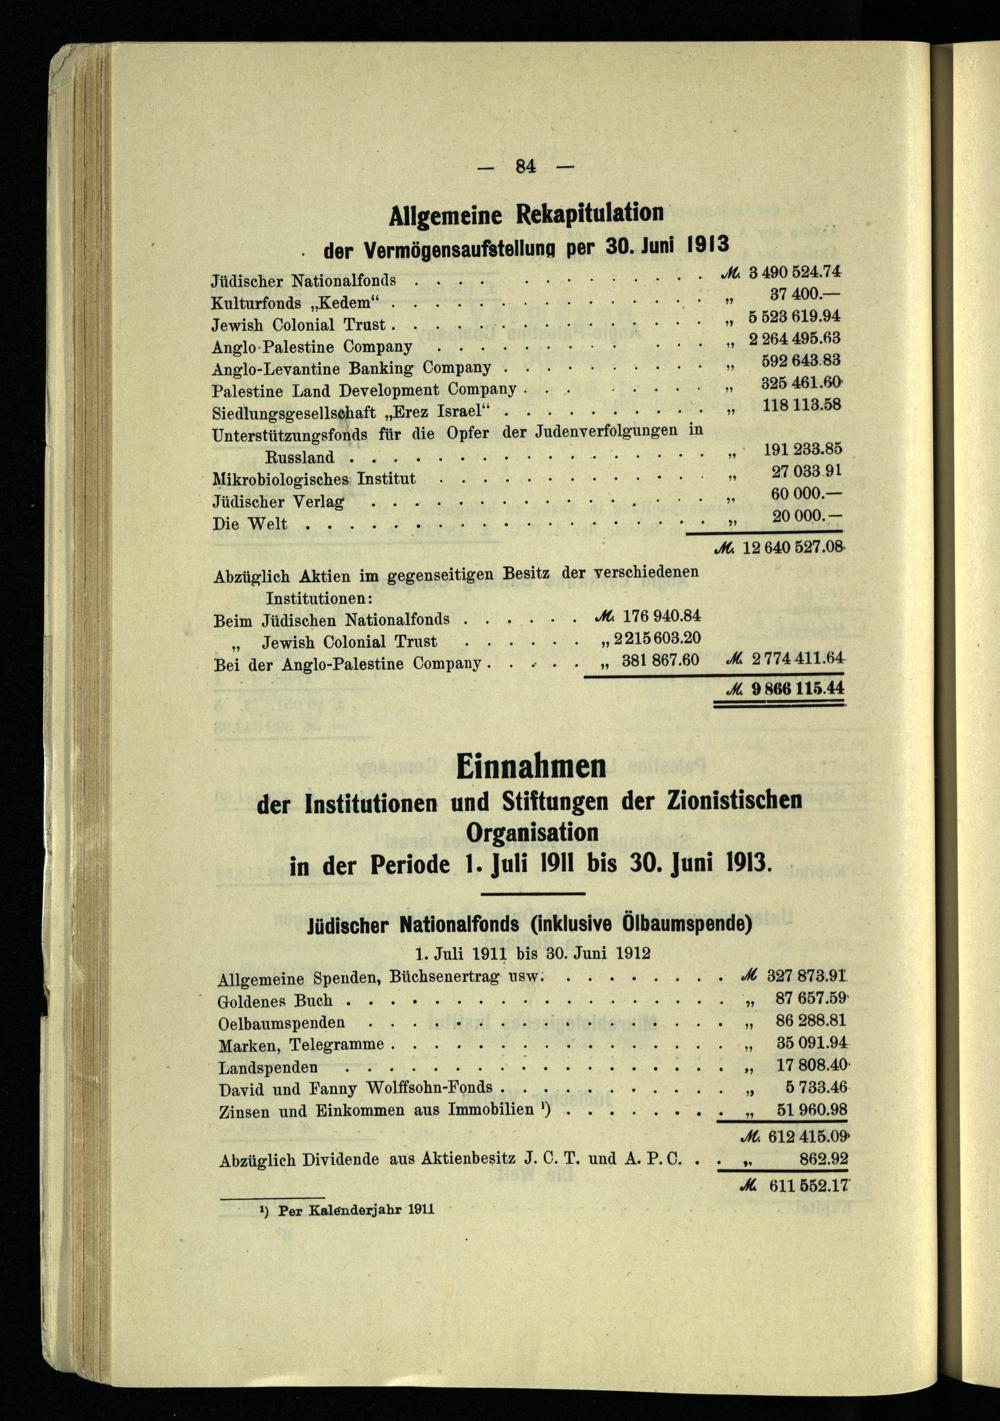 — 84 —
Allgemeine Rekapitulation
der Vermögensaufstellung per 30. Juni 1913
Jüdischer Nationalfonds . . . . . . . . . . . . M. 3 490 524.74
Kulturfonds „Kedem“ . . . . . . . . . . . . . „ 37 400.—
Jewish Colonial Trust . . . . . . . . . . . . . „ 5 523 619.94
Anglo-Palestine Company . . . . . . . . . . . „ 2 264 495.63
Anglo-Levantine Banking Company . . . . . . . . . „ 592 643.83
Palestine Land Development Company . . . . . . . . „ 325 461.60
Siedlungsgesellschaft „Erez Israel“ . . . . . . . . . „ 118 113.58
Unterstützungsfonds für die Opfer der Judenverfolgungen in
Russland . . . . . . . . . . . . . . . „ 191 233.85
Mikrobiologisches Institut . . . . . . . . . . . „ 27 033 91
Jüdischer Verlag . . . . . . . . . . . . . . „ 60 000.—
Die Welt . . . . . . . . . . . . . . . . „ 20 000.—
M. 12 640 527.08
Abzüglich Aktien im gegenseitigen Besitz der verschiedenen
Institutionen:
Beim Jüdischen Nationalfonds . . . . . . M. 176 940.84
„ Jewish Colonial Trust . . . . . . „ 2 215 603.20
Bei der Anglo-Palestine Company . . . . . „ 381 867.60 M. 2 774 411.64
M. 9 866 115.44
Einnahmen
der Institutionen und Stiftungen der Zionistischen
Organisation
in der Periode 1. Juli 1911 bis 30. Juni 1913.
Jüdischer Nationalfonds (inklusive Ölbaumspende)
1. Juli 1911 bis 30. Juni 1912
Allgemeine Spenden, Büchsenertrag usw. . . . . . . . M 327 873.91
Goldenes Buch . . . . . . . . . . . . . . . „ 87 657.59
Oelbaumspenden . . . . . . . . . . . . . . „ 86 288.81
Marken, Telegramme . . . . . . . . . . . . . „ 35 091.94
Landspenden . . . . . . . . . . . . . . . „ 17 808.40
David und Fanny Wolffsohn-Fonds . . . . . . . . . „ 5 733.46
Zinsen und Einkommen aus Immobilien ¹) . . . . . . . „ 51 960.98
M. 612 415.09
Abzüglich Dividende aus Aktienbesitz J. C. T. und A. P. C. . . „ 862.92
M. 611 552.17
¹) Per Kalenderjahr 1911